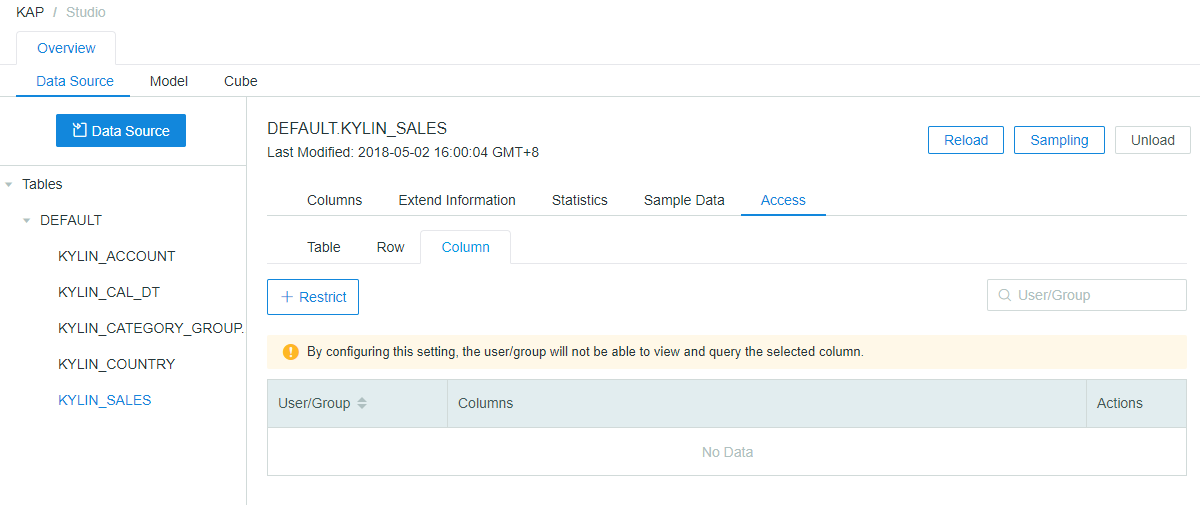 KAP / Studio
Overview
Data Source Model Cube
Data Source
Tables
DEFAULT
KYLIN_ACCOUNT
KYLIN_CAL_DT
KYLIN_CATEGORY_GROUP.
KYLIN_COUNTRY
KYLIN_SALES
DEFAULT.KYLIN_SALES
Last Modified: 2018-05-02 16:00:04 GMT+8
Reload Sampling Unload
Columns Extend Information Statistics Sample Data Access
Table Row Column
+ Restrict
User/Group
By configuring this setting, the user/group will not be able to view and query the selected column.
User/Group Columns Actions
No Data